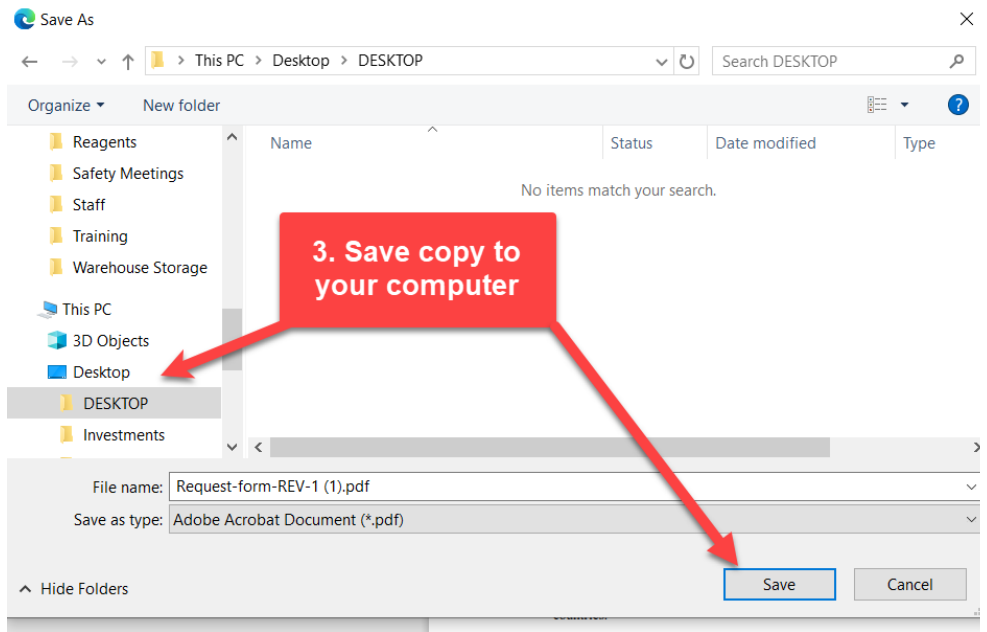 Save As
This PC > Desktop > DESKTOP
Search DESKTOP
Organize
New folder
?
Name
Status
Date modified
Type
No items match your search.
Reagents
Safety Meetings
Staff
Training
Warehouse Storage
This PC
3D Objects
Desktop
DESKTOP
Investments
3. Save copy to
your computer
File name: Request-form-REV-1 (1).pdf
Save as type: Adobe Acrobat Document (*.pdf)
Hide Folders
Save
Cancel